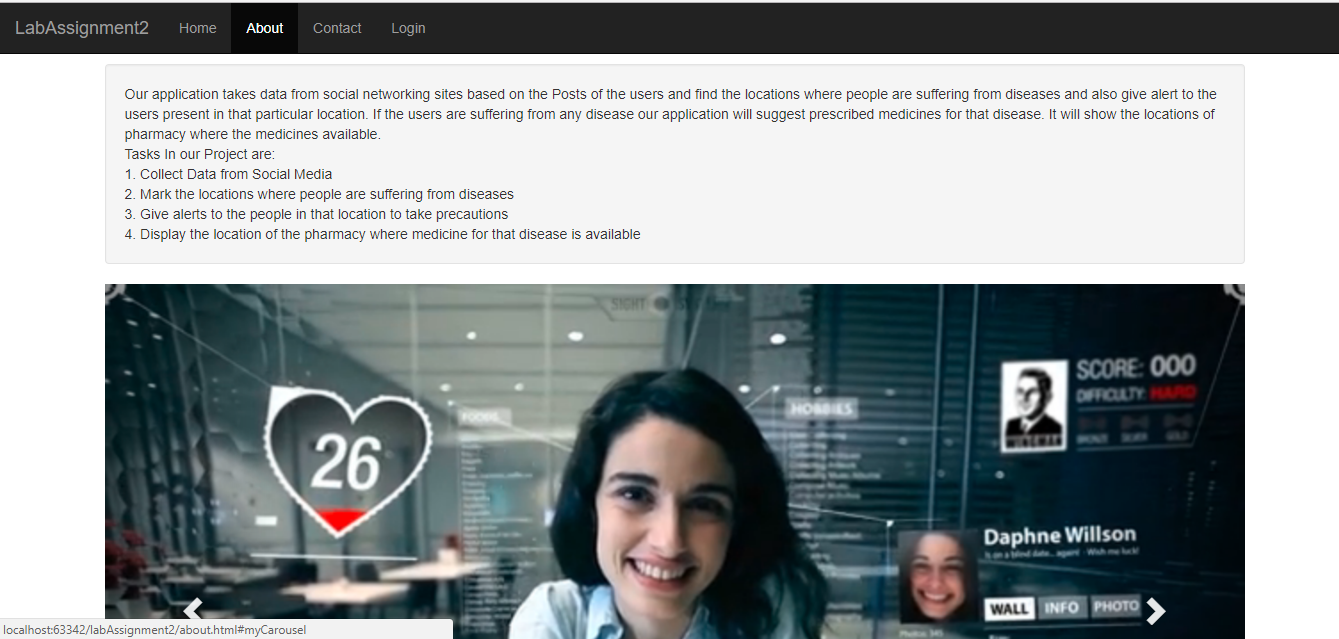 LabAssignment2 Home About Contact Login
Our application takes data from social networking sites based on the Posts of the users and find the locations where people are suffering from diseases and also give alert to the
users present in that particular location. If the users are suffering from any disease our application will suggest prescribed medicines for that disease. It will show the locations of
pharmacy where the medicines available.
Tasks In our Project are:
1. Collect Data from Social Media
2. Mark the locations where people are suffering from diseases
3. Give alerts to the people in that location to take precautions
4. Display the location of the pharmacy where medicine for that disease is available
SIGHT
SCORE: 000
DIFFICULTY: HARD
BRONZE SILVER GOLD
FOODS
HOBBIES
26
Daphne Willson
Is on a blind date... again! - Wish me luck!
WALL INFO PHOTO
Photos: 345
localhost:63342/labAssignment2/about.html#myCarousel